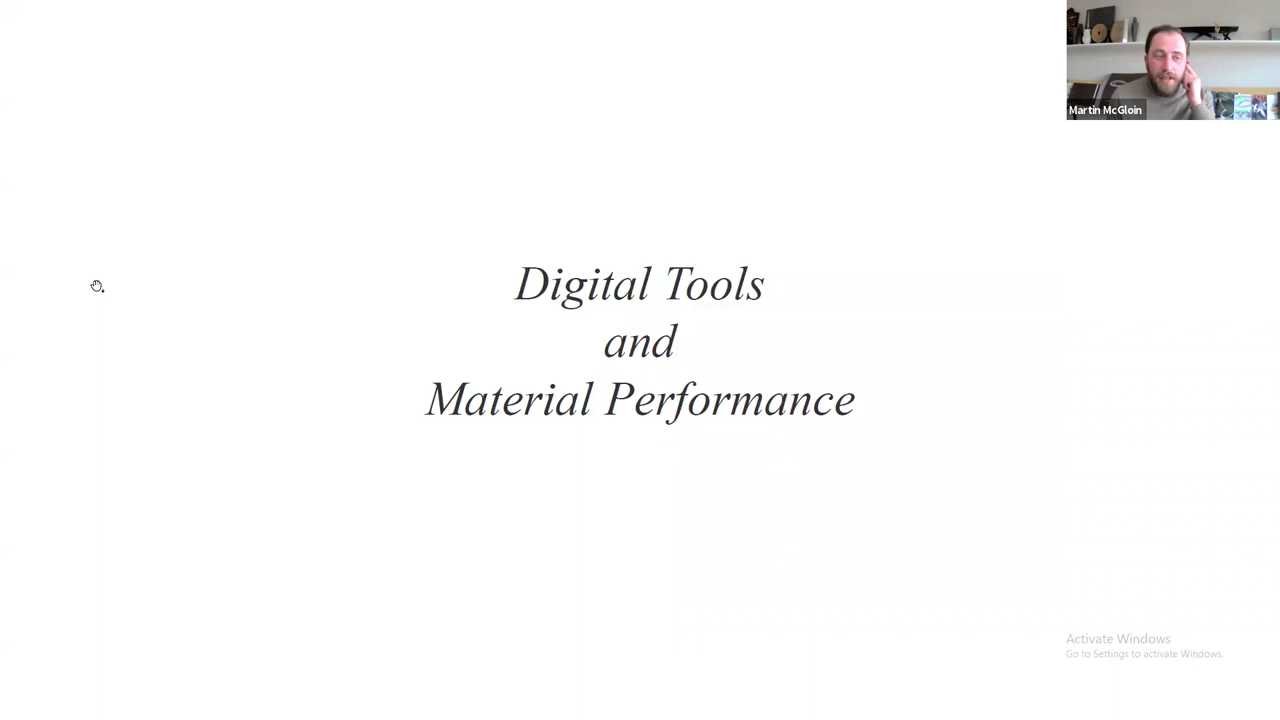 Martin McGloin
Digital Tools
and
Material Performance
Activate Windows
Go to Settings to activate Windows.